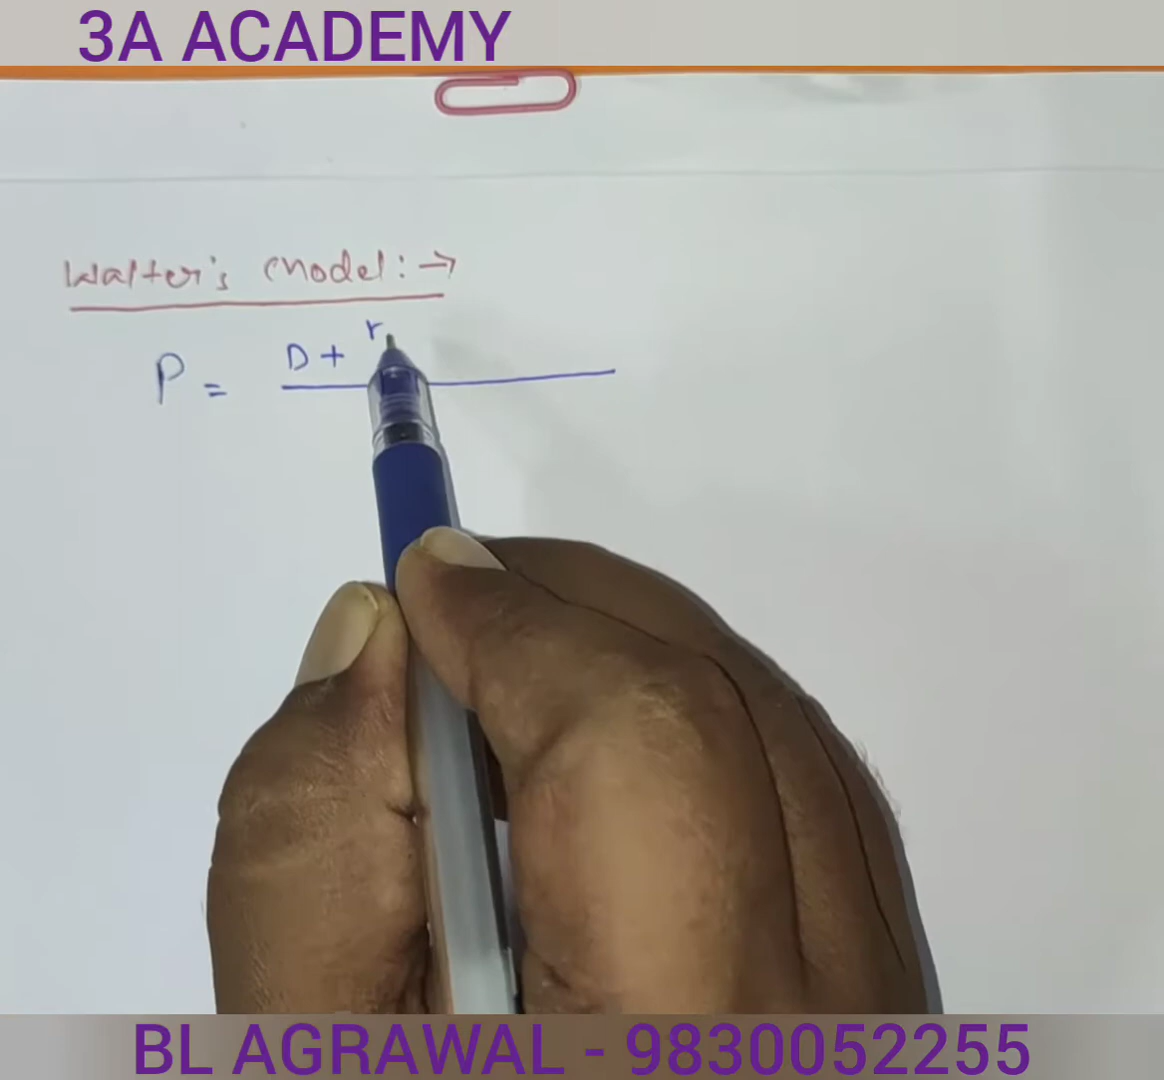 3A ACADEMY
Walter's model :→
P = D + r
BL AGRAWAL - 9830052255